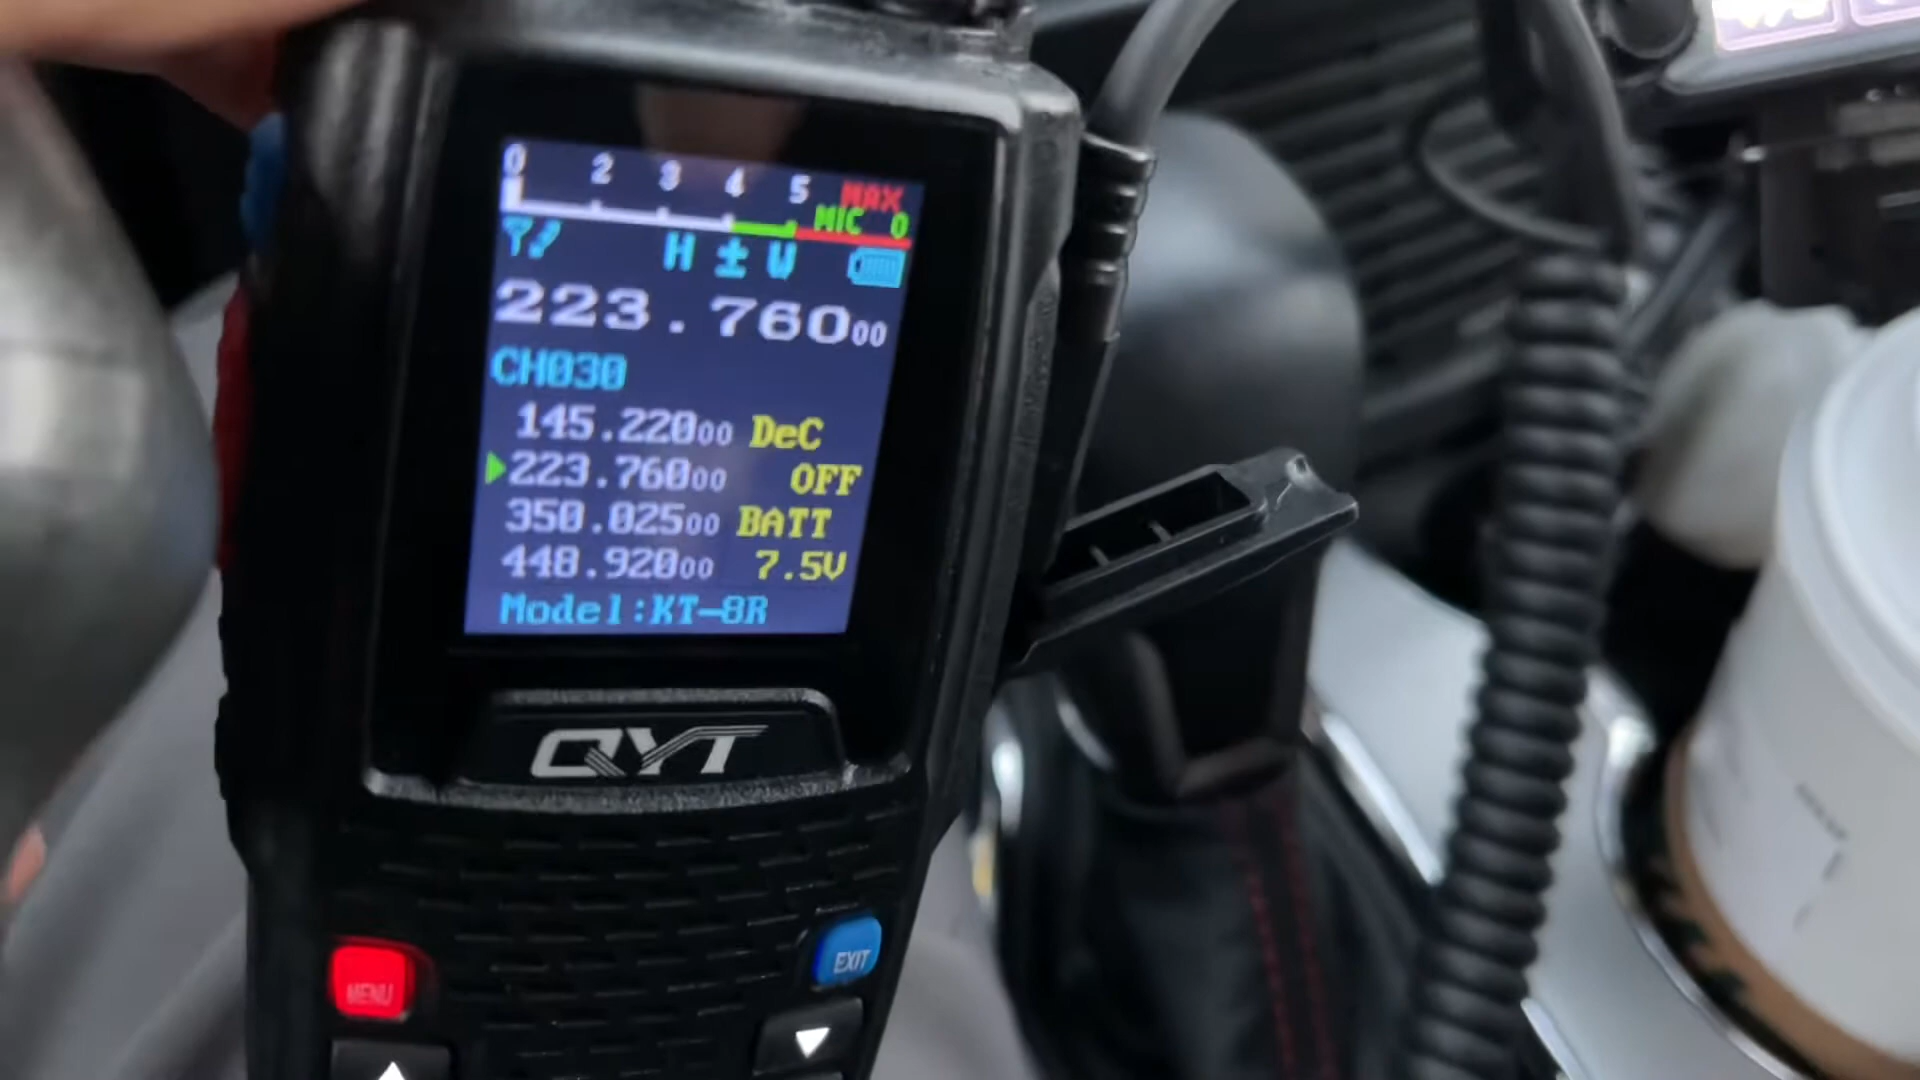 0 2 3 4 5 MAX
MIC 0
H ± W
223.76000
CH030
145.22000 DeC
223.76000 OFF
350.02500 BATT
448.92000 7.5V
Model:KT-8R
QYT
MENU
EXIT